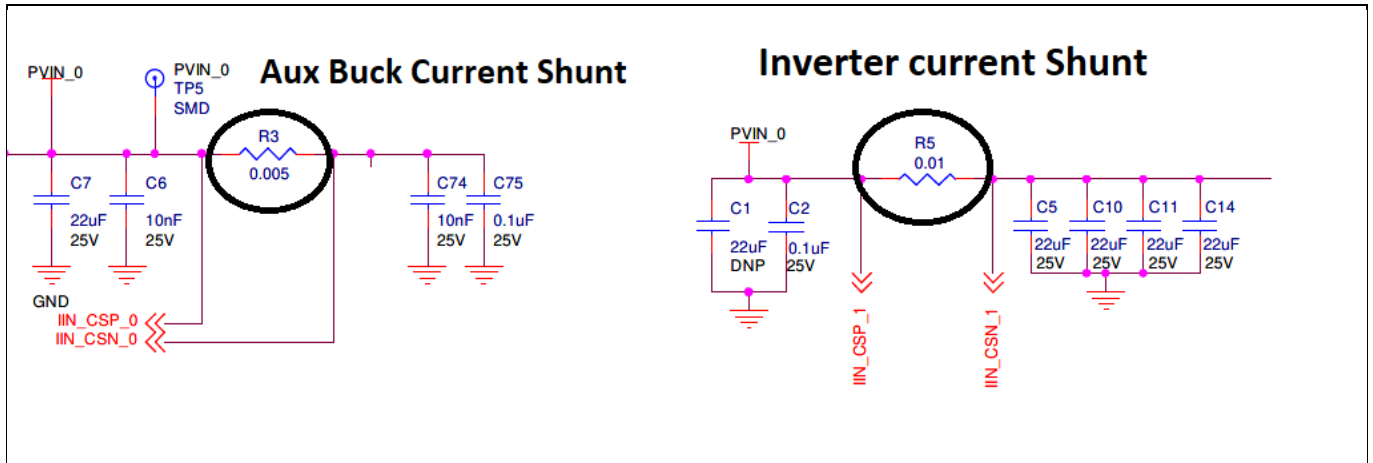 Aux Buck Current Shunt
PVIN_0
PVIN_0
TP5
SMD
R3
0.005
C7
22uF
25V
C6
10nF
25V
C74
10nF
25V
C75
0.1uF
25V
GND
IIN_CSP_0
IIN_CSN_0
Inverter current Shunt
PVIN_0
R5
0.01
C1
22uF
DNP
C2
0.1uF
25V
C5
22uF
25V
C10
22uF
25V
C11
22uF
25V
C14
22uF
25V
IIN_CSP_1
IIN_CSN_1